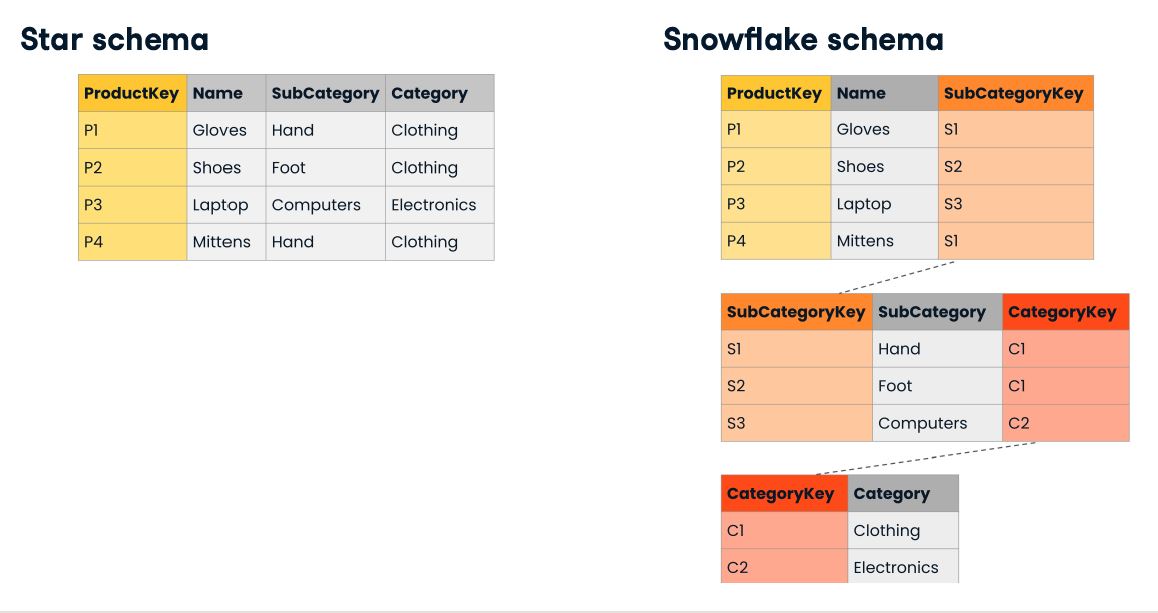 Star schema
ProductKey Name SubCategory Category
P1 Gloves Hand Clothing
P2 Shoes Foot Clothing
P3 Laptop Computers Electronics
P4 Mittens Hand Clothing
Snowflake schema
ProductKey Name SubCategoryKey
P1 Gloves S1
P2 Shoes S2
P3 Laptop S3
P4 Mittens S1
SubCategoryKey SubCategory CategoryKey
S1 Hand C1
S2 Foot C1
S3 Computers C2
CategoryKey Category
C1 Clothing
C2 Electronics